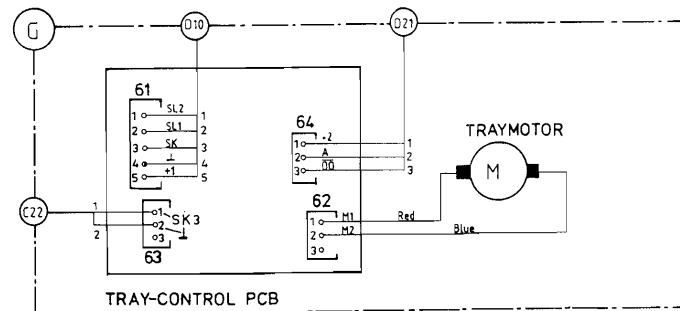 G
D10
D21
61
1 SL2 1
2 SL1 2
3 SK 3
4 ⊥ 4
5 +1 5
64
1 -2 1
2 A 2
3 D̅D̅ 3
TRAYMOTOR
M
C22
1
2
1
2
3
SK3
63
62
1 M1 Red
2 M2 Blue
3
TRAY-CONTROL PCB